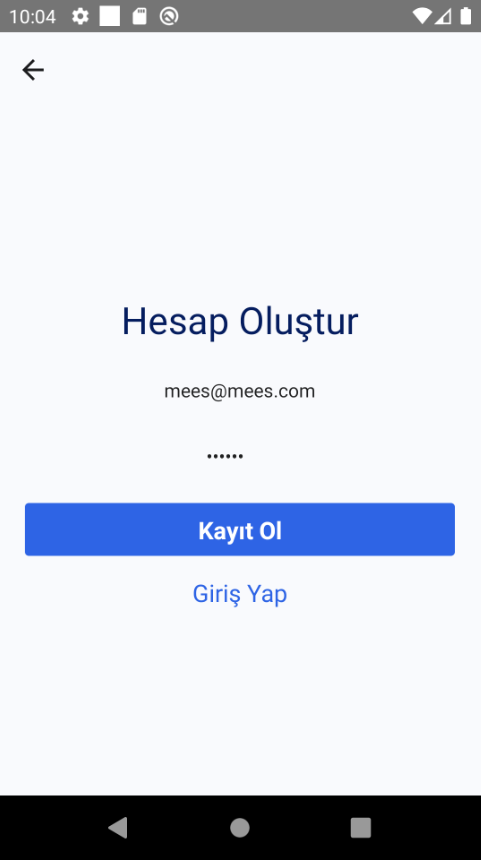 10:04
Hesap Oluştur
mees@mees.com
••••••
Kayıt Ol
Giriş Yap